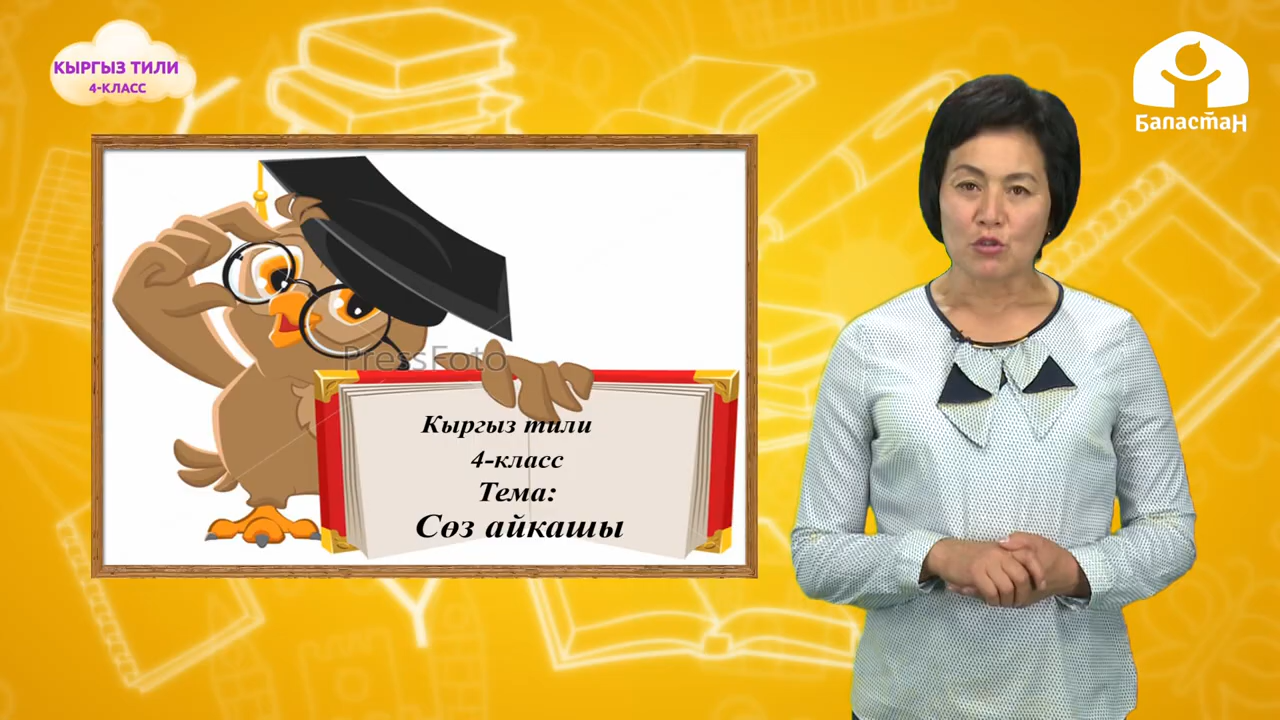 КЫРГЫЗ ТИЛИ
4-КЛАСС
Баластан
PressFoto
Кыргыз тили
4-класс
Тема:
Сөз айкашы